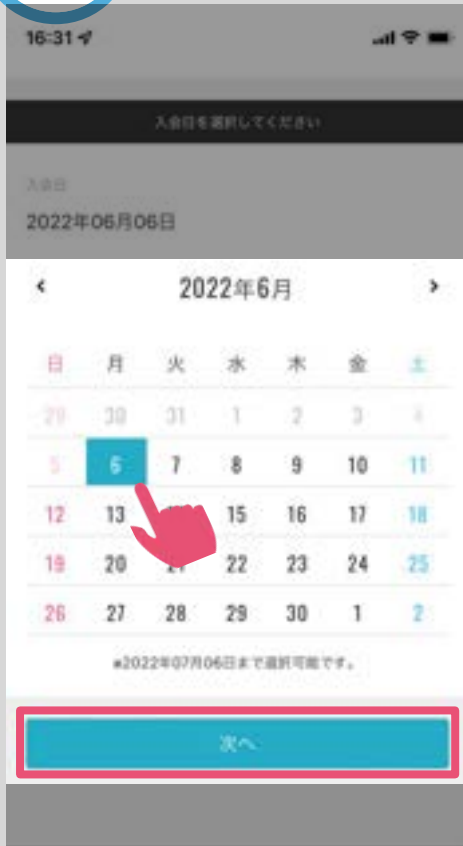 16:31
入会日を選択してください
入会日
2022年06月06日
2022年6月
日 月 火 水 木 金 土
29 30 31 1 2 3 4
5 6 7 8 9 10 11
12 13 15 16 17 18
19 20 21 22 23 24 25
26 27 28 29 30 1 2
※2022年07月06日まで選択可能です。
次へ